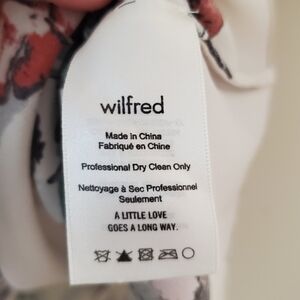 wilfred
Made in China
Fabriqué en Chine
Professional Dry Clean Only
Nettoyage à Sec Professionnel
Seulement
A LITTLE LOVE
GOES A LONG WAY.